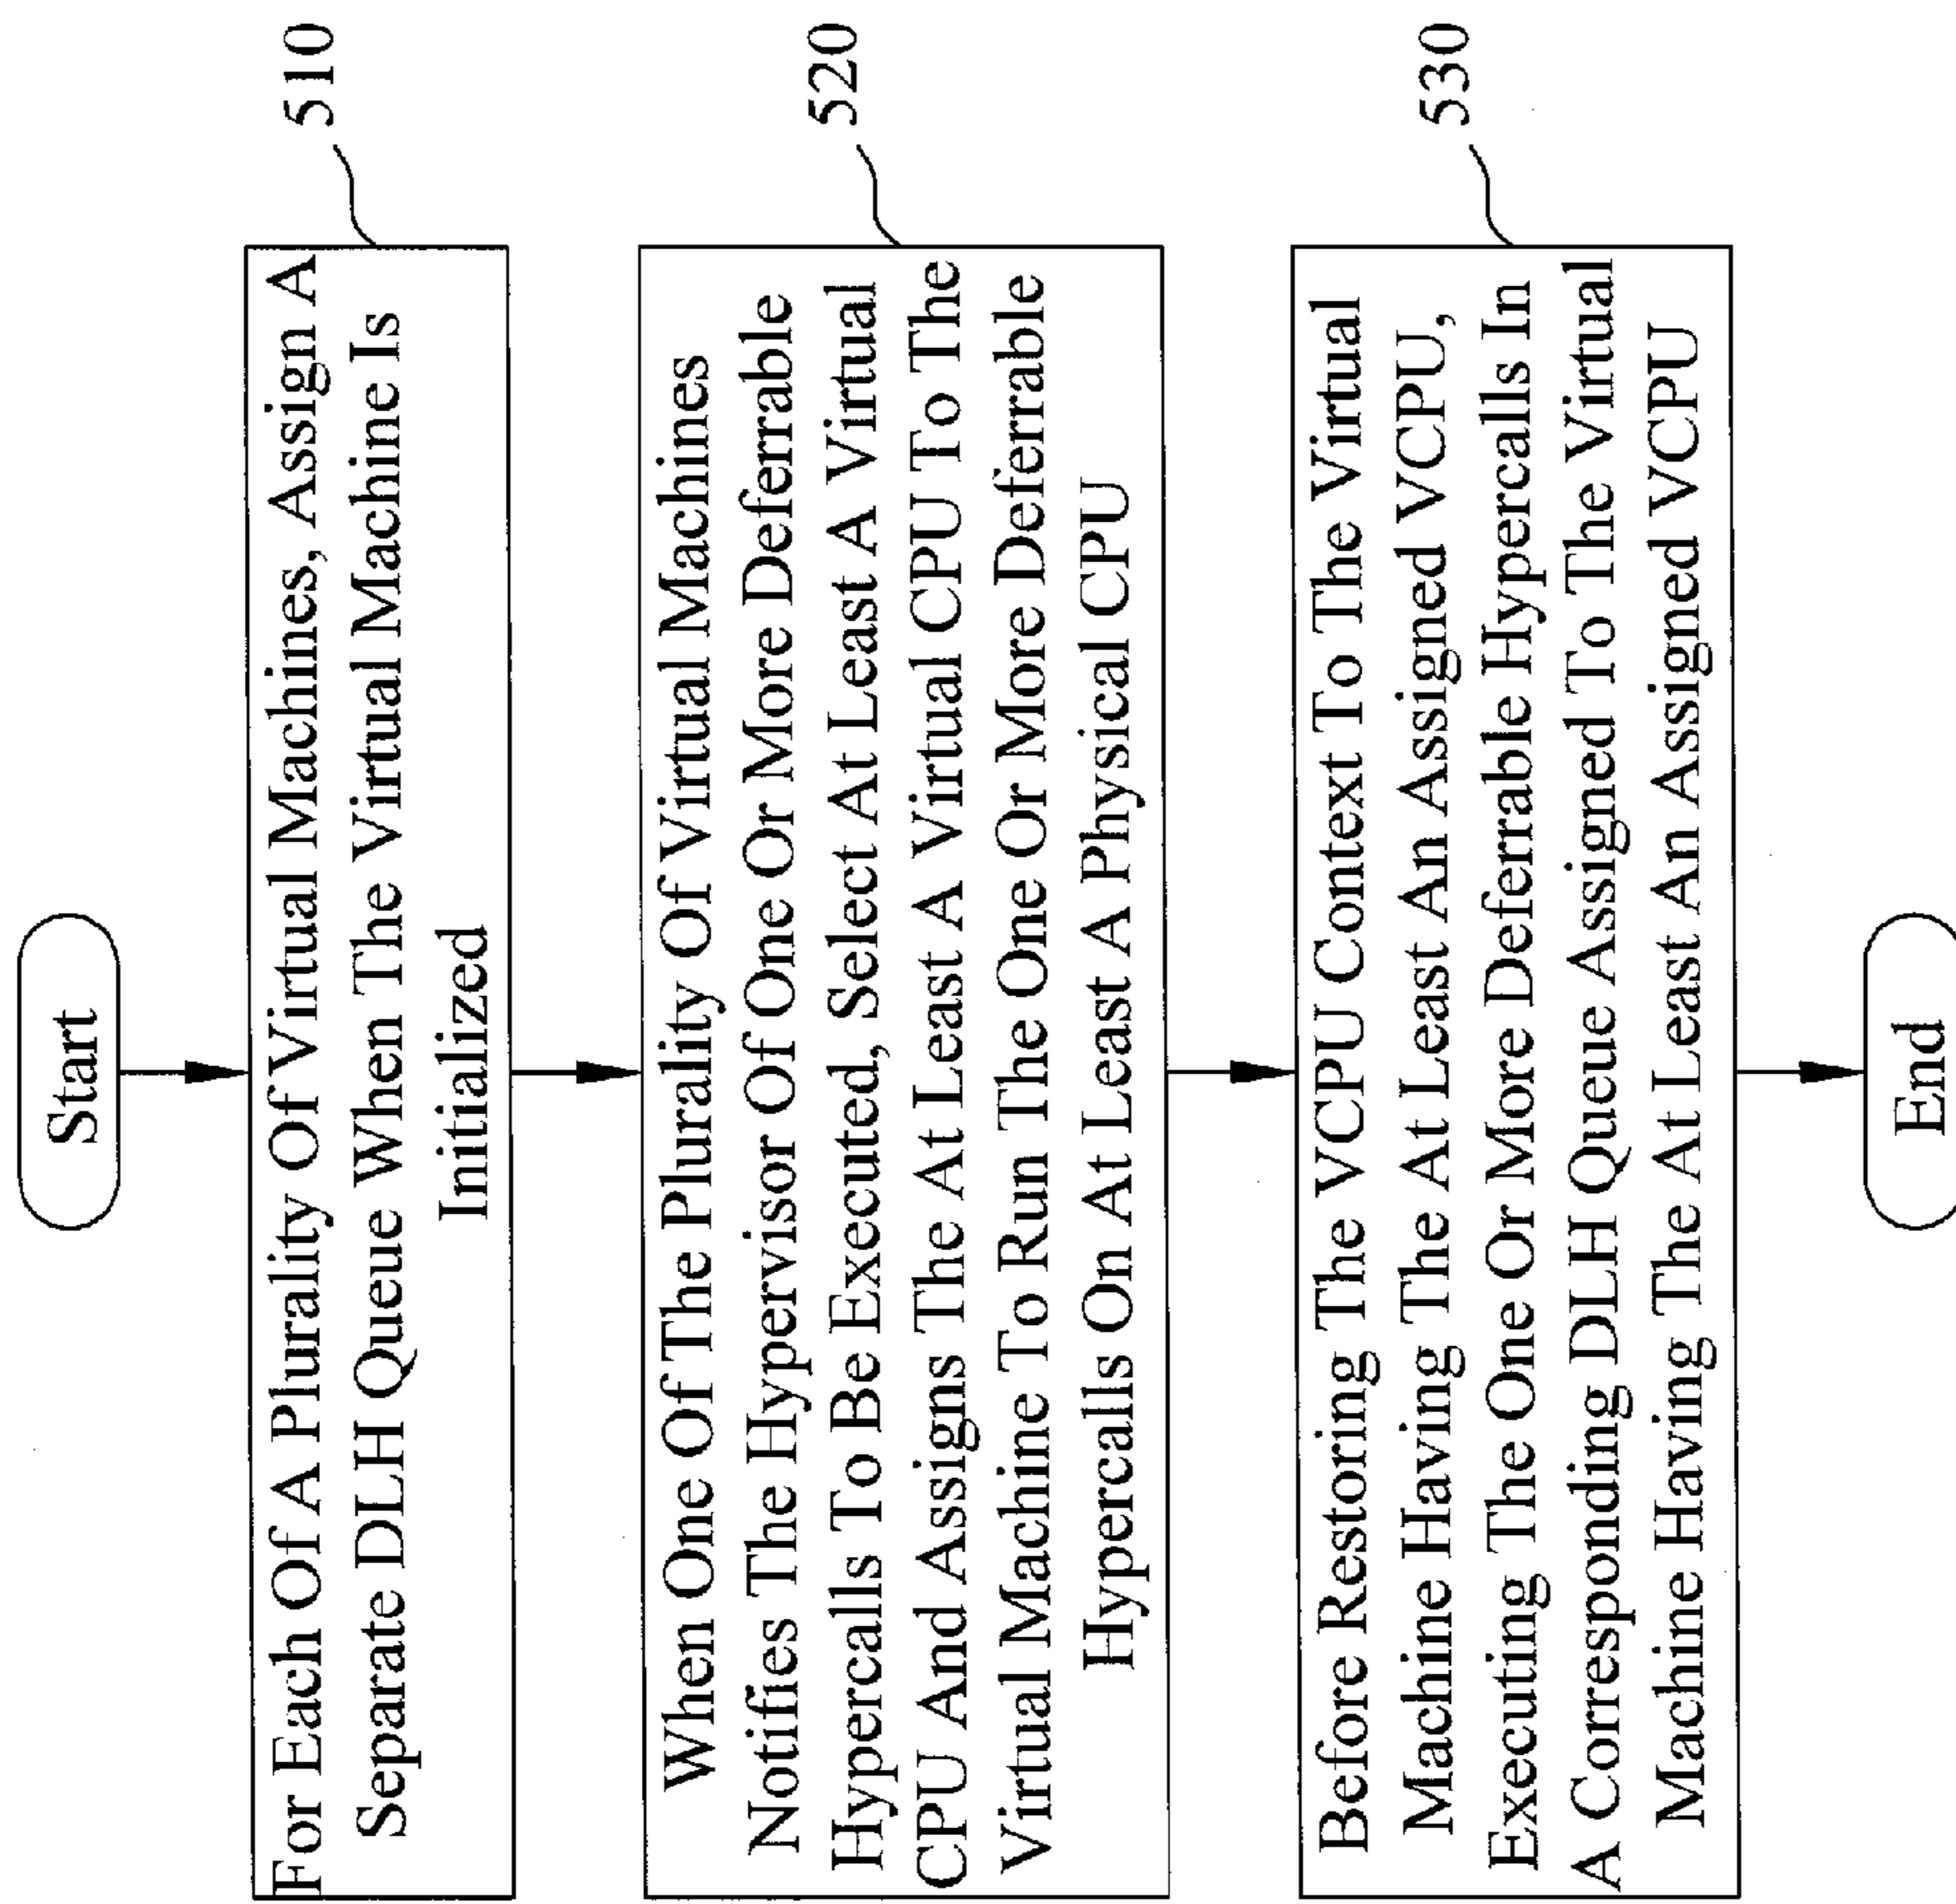 Start
For Each Of A Plurality Of Virtual Machines, Assign A
Separate DLH Queue When The Virtual Machine Is
Initialized
510
When One Of The Plurality Of Virtual Machines
Notifies The Hypervisor Of One Or More Deferrable
Hypercalls To Be Executed, Select At Least A Virtual
CPU And Assigns The At Least A Virtual CPU To The
Virtual Machine To Run The One Or More Deferrable
Hypercalls On At Least A Physical CPU
520
Before Restoring The VCPU Context To The Virtual
Machine Having The At Least An Assigned VCPU,
Executing The One Or More Deferrable Hypercalls In
A Corresponding DLH Queue Assigned To The Virtual
Machine Having The At Least An Assigned VCPU
530
End